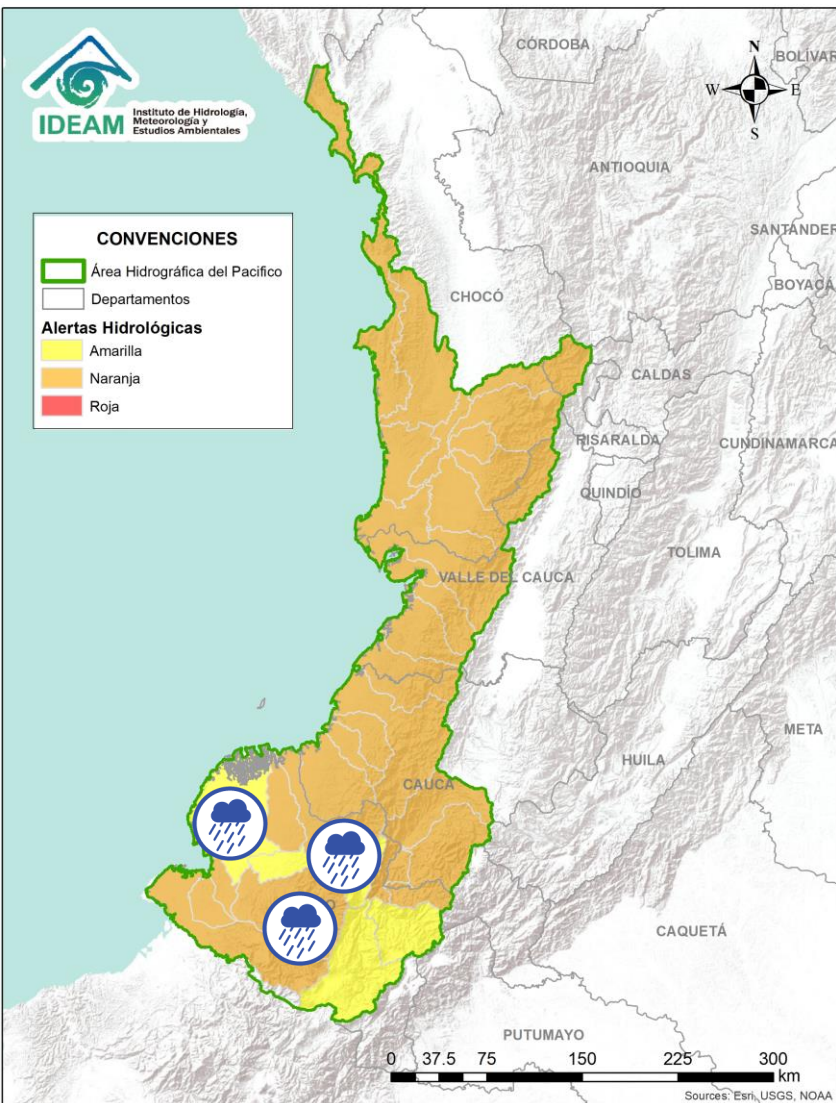 IDEAM
Instituto de Hidrología,
Meteorología y
Estudios Ambientales
N
W
E
S
CONVENCIONES
Área Hidrográfica del Pacifico
Departamentos
Alertas Hidrológicas
Amarilla
Naranja
Roja
CÓRDOBA
BOLÍVAR
ANTIOQUIA
SANTANDER
BOYACÁ
CHOCÓ
CALDAS
RISARALDA
CUNDINAMARCA
QUINDÍO
TOLIMA
VALLE DEL CAUCA
META
HUILA
CAUCA
CAQUETÁ
PUTUMAYO
0 37.5 75 150 225 300
km
Sources: Esri, USGS, NOAA